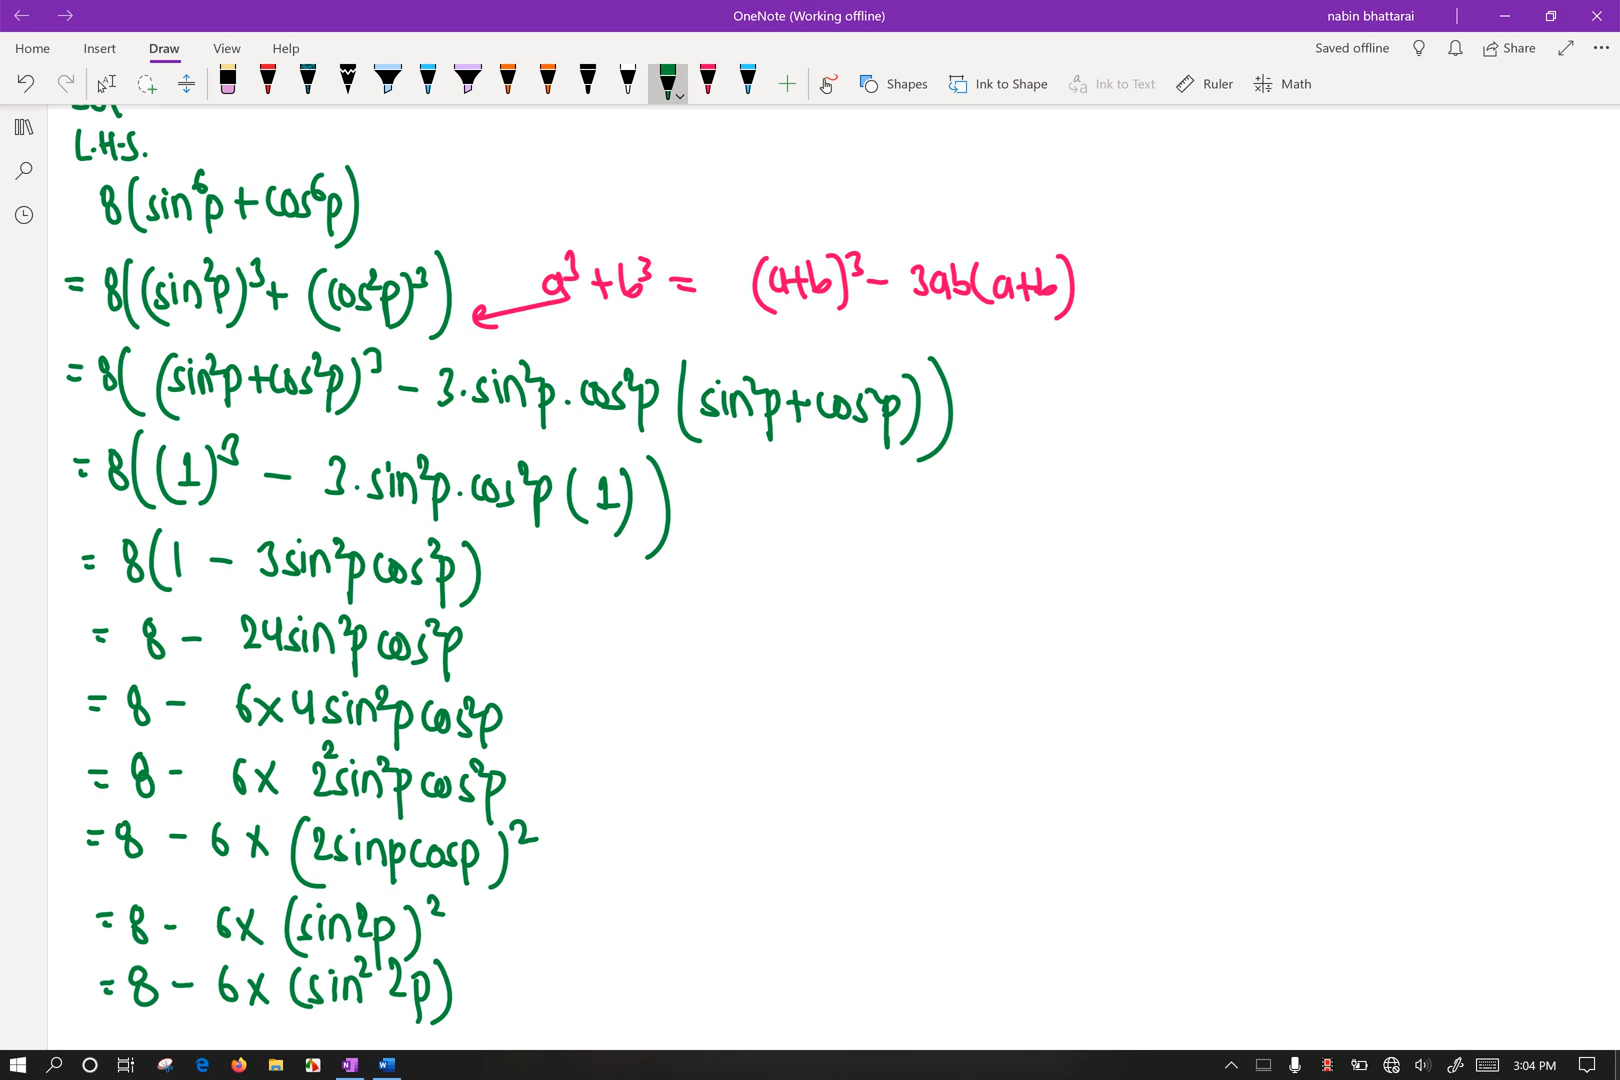 OneNote (Working offline)
nabin bhattarai
Home Insert Draw View Help
Saved offline
Share
Shapes
Ink to Shape
Ink to Text
Ruler
Math
L.H.S.
8(sin⁶p + cos⁶p)
= 8((sin²p)³ + (cos²p)³)
a³ + b³ = (a+b)³ - 3ab(a+b)
= 8((sin²p + cos²p)³ - 3·sin²p·cos²p (sin²p + cos²p))
= 8((1)³ - 3·sin²p·cos²p (1))
= 8(1 - 3sin²p cos²p)
= 8 - 24sin²p cos²p
= 8 - 6×4sin²p cos²p
= 8 - 6× 2²sin²p cos²p
= 8 - 6× (2sinpcosp)²
= 8 - 6× (sin2p)²
= 8 - 6× (sin²2p)
3:04 PM